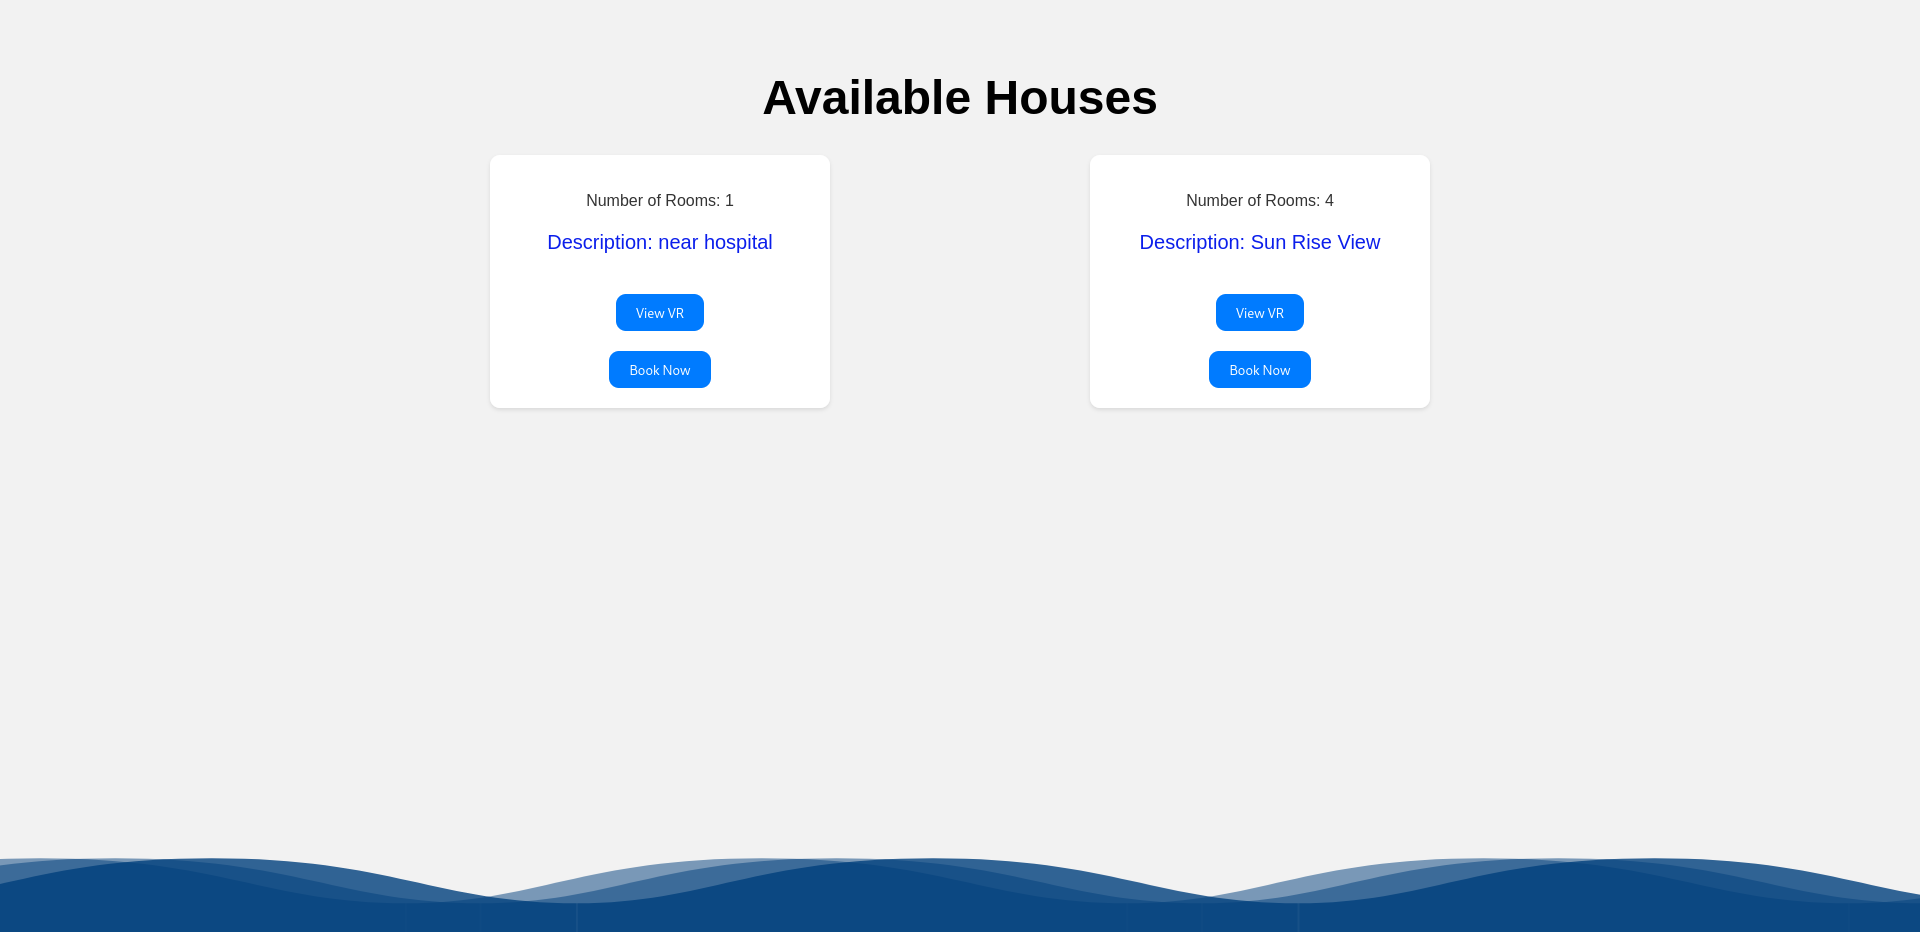 Available Houses
Number of Rooms: 1
Description: near hospital
View VR
Book Now
Number of Rooms: 4
Description: Sun Rise View
View VR
Book Now